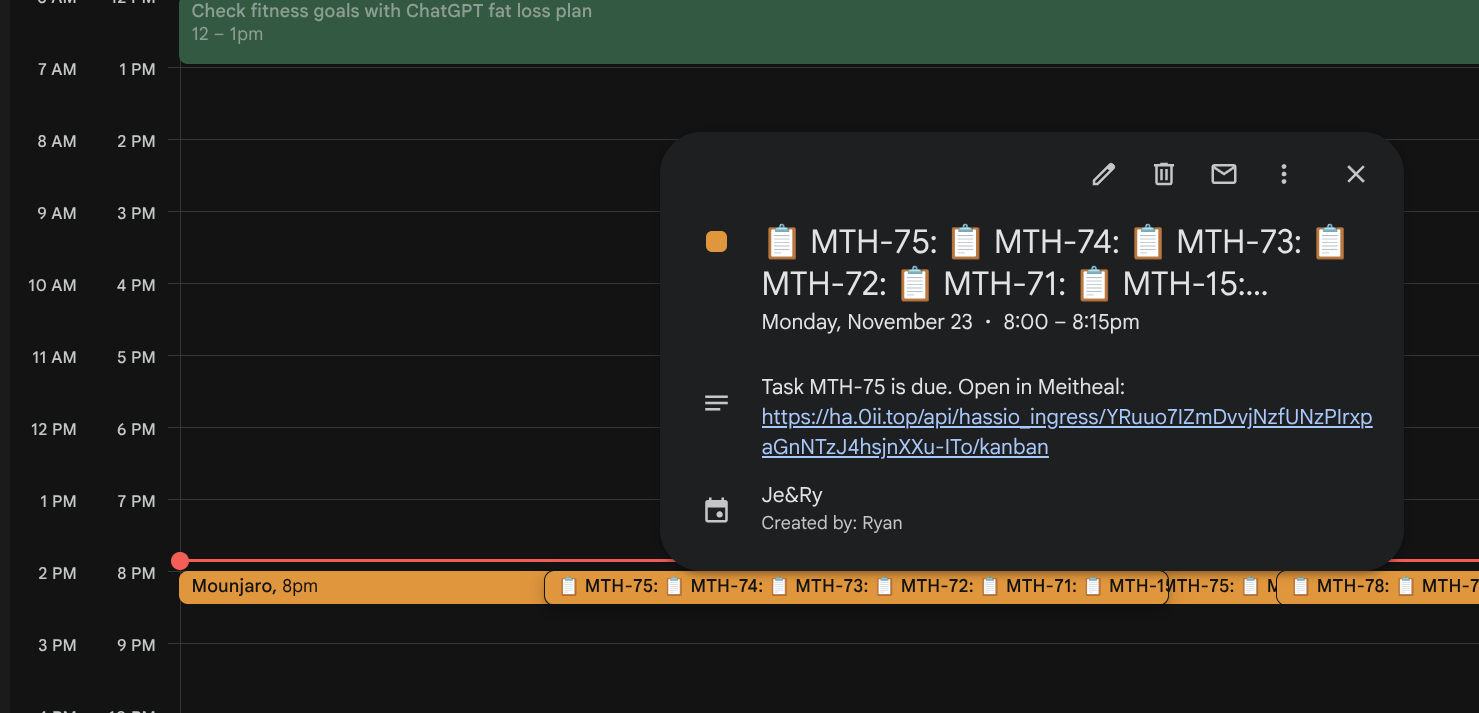 Check fitness goals with ChatGPT fat loss plan
12 – 1pm
7 AM 1 PM
8 AM 2 PM
9 AM 3 PM
10 AM 4 PM
11 AM 5 PM
12 PM 6 PM
1 PM 7 PM
2 PM 8 PM
3 PM 9 PM
📋 MTH-75: 📋 MTH-74: 📋 MTH-73: 📋
MTH-72: 📋 MTH-71: 📋 MTH-15:...
Monday, November 23 · 8:00 – 8:15pm
Task MTH-75 is due. Open in Meitheal:
https://ha.0ii.top/api/hassio_ingress/YRuuo7IZmDvvjNzfUNzPIrxp
aGnNTzJ4hsjnXXu-ITo/kanban
Je&Ry
Created by: Ryan
Mounjaro, 8pm
📋 MTH-75: 📋 MTH-74: 📋 MTH-73: 📋 MTH-72: 📋 MTH-71: 📋 MTH-15
MTH-75: 📋 M
📋 MTH-78: 📋 MTH-7